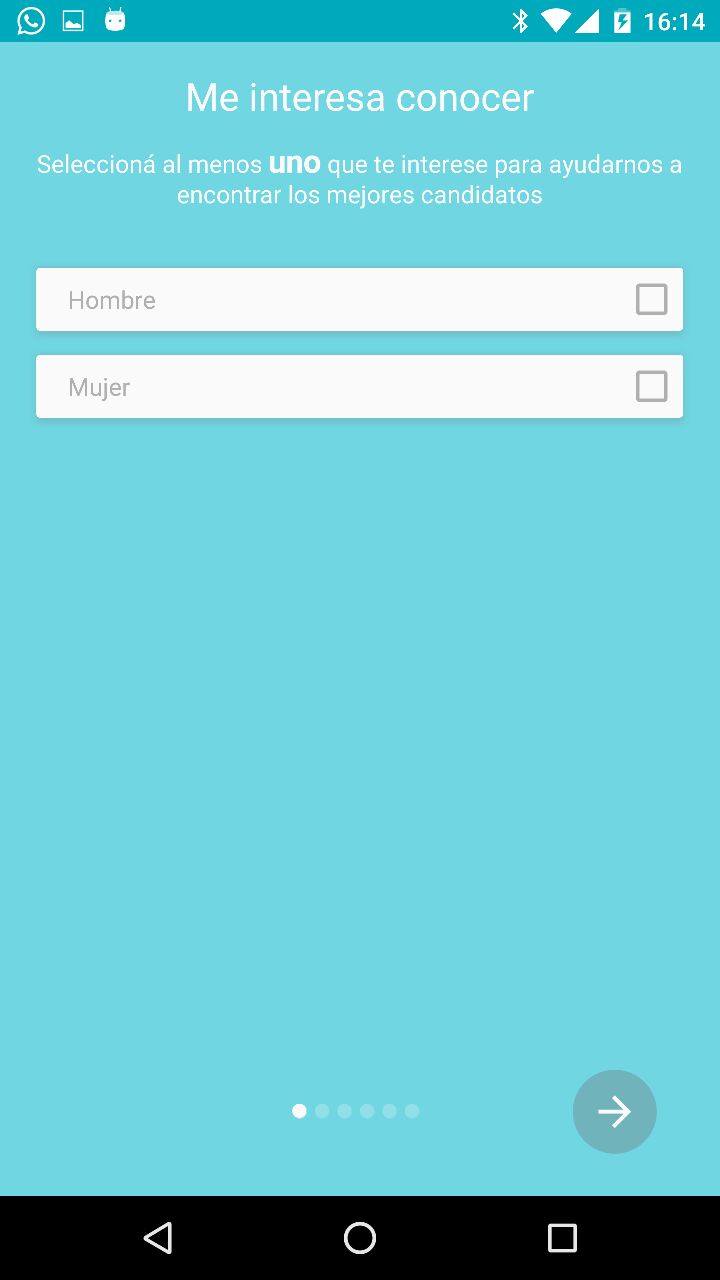 16:14
Me interesa conocer
Seleccioná al menos uno que te interese para ayudarnos a
encontrar los mejores candidatos
Hombre
Mujer